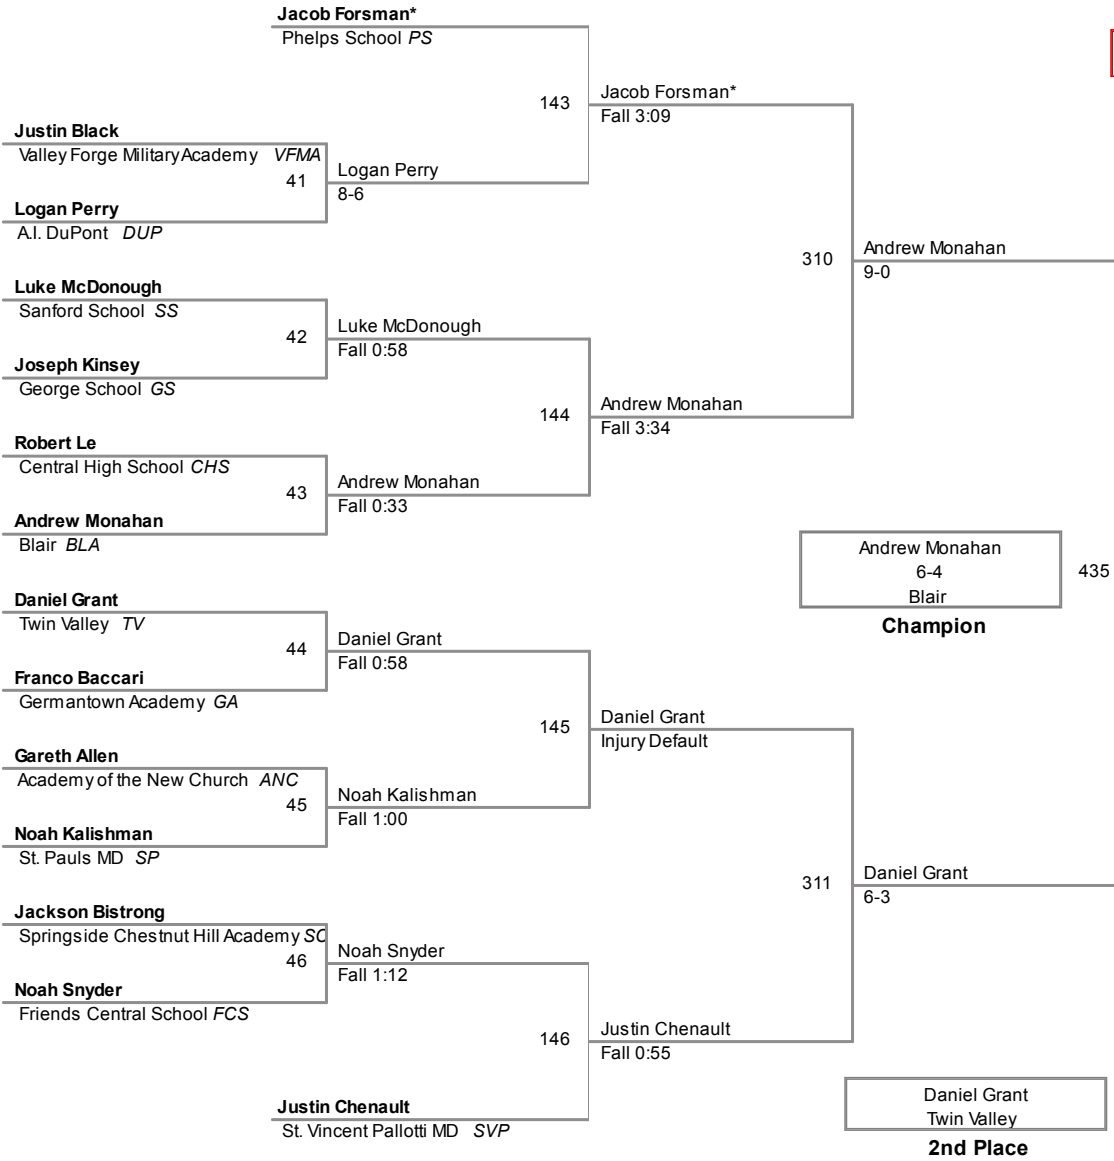 Jacob Forsman*
Phelps School PS
143
Jacob Forsman*
Fall 3:09
Justin Black
Valley Forge Military Academy VFMA
41
Logan Perry
8-6
Logan Perry
A.I. DuPont DUP
310
Andrew Monahan
9-0
Luke McDonough
Sanford School SS
42
Luke McDonough
Fall 0:58
Joseph Kinsey
George School GS
144
Andrew Monahan
Fall 3:34
Robert Le
Central High School CHS
43
Andrew Monahan
Fall 0:33
Andrew Monahan
Blair BLA
Andrew Monahan
6-4
Blair
435
Champion
Daniel Grant
Twin Valley TV
44
Daniel Grant
Fall 0:58
Franco Baccari
Germantown Academy GA
145
Daniel Grant
Injury Default
Gareth Allen
Academy of the New Church ANC
45
Noah Kalishman
Fall 1:00
Noah Kalishman
St. Pauls MD SP
311
Daniel Grant
6-3
Jackson Bistrong
Springside Chestnut Hill Academy SC
46
Noah Snyder
Fall 1:12
Noah Snyder
Friends Central School FCS
146
Justin Chenault
Fall 0:55
Justin Chenault
St. Vincent Pallotti MD SVP
Daniel Grant
Twin Valley
2nd Place